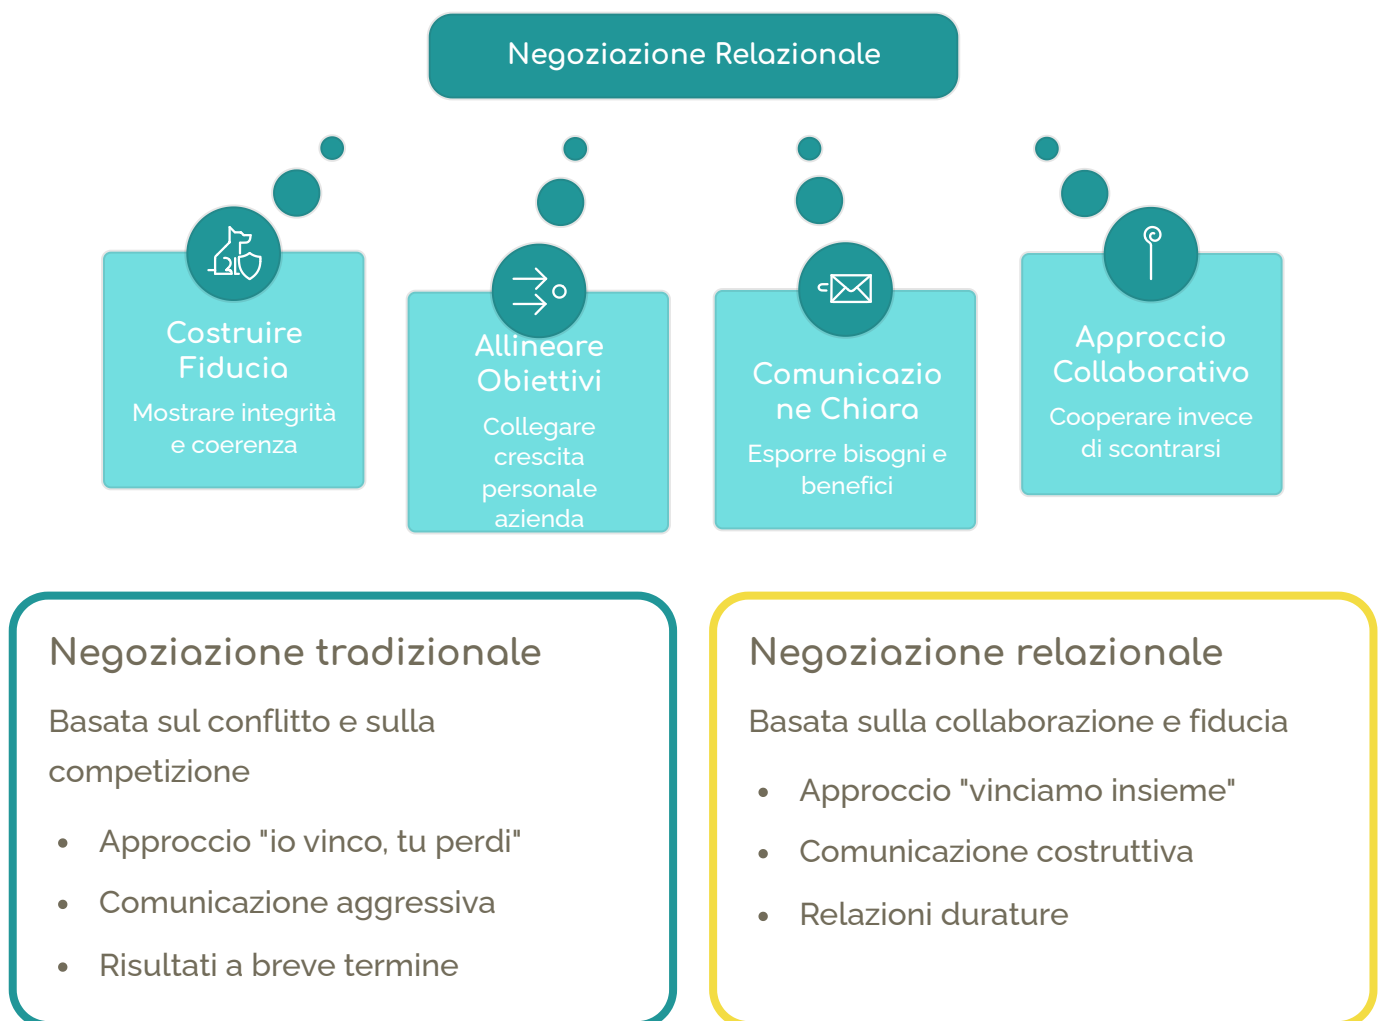 Negoziazione Relazionale
Costruire
Fiducia
Mostrare integrità
e coerenza
Allineare
Obiettivi
Collegare
crescita
personale
azienda
Comunicazio
ne Chiara
Esporre bisogni e
benefici
Approccio
Collaborativo
Cooperare invece
di scontrarsi
Negoziazione tradizionale
Basata sul conflitto e sulla
competizione
• Approccio "io vinco, tu perdi"
• Comunicazione aggressiva
• Risultati a breve termine
Negoziazione relazionale
Basata sulla collaborazione e fiducia
• Approccio "vinciamo insieme"
• Comunicazione costruttiva
• Relazioni durature